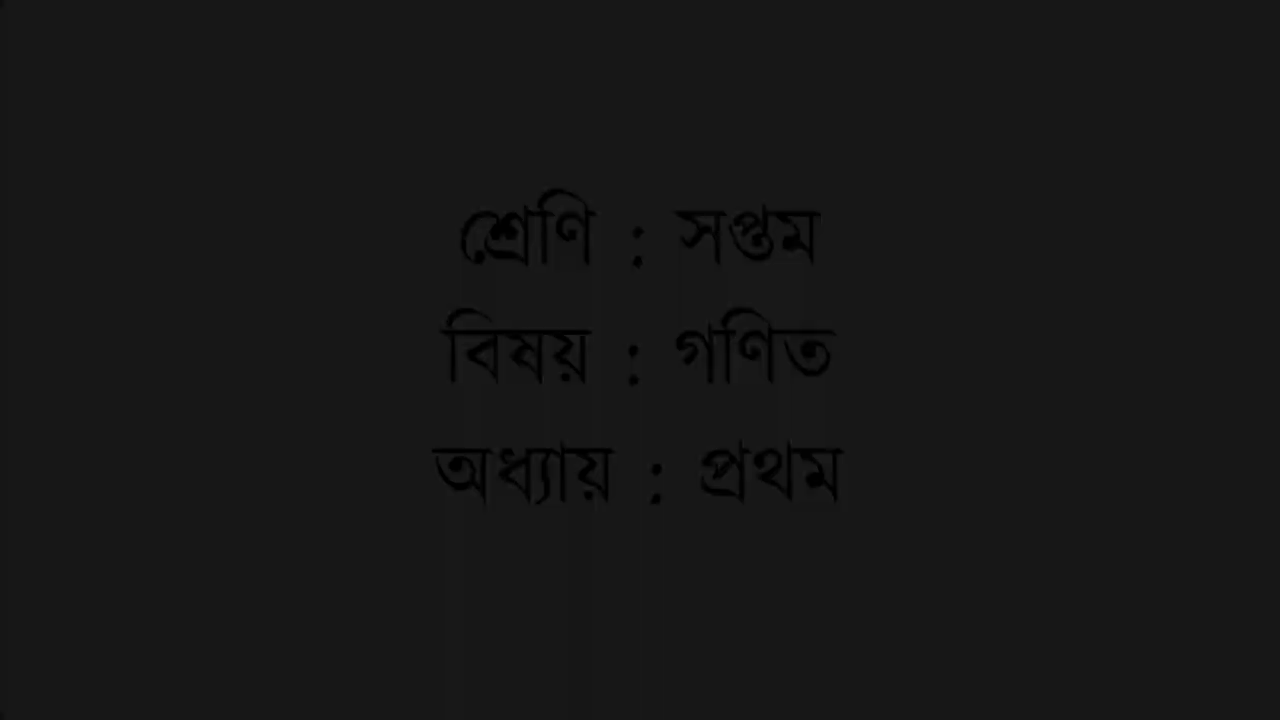 শ্রেণি : সপ্তম
বিষয় : গণিত
অধ্যায় : প্রথম